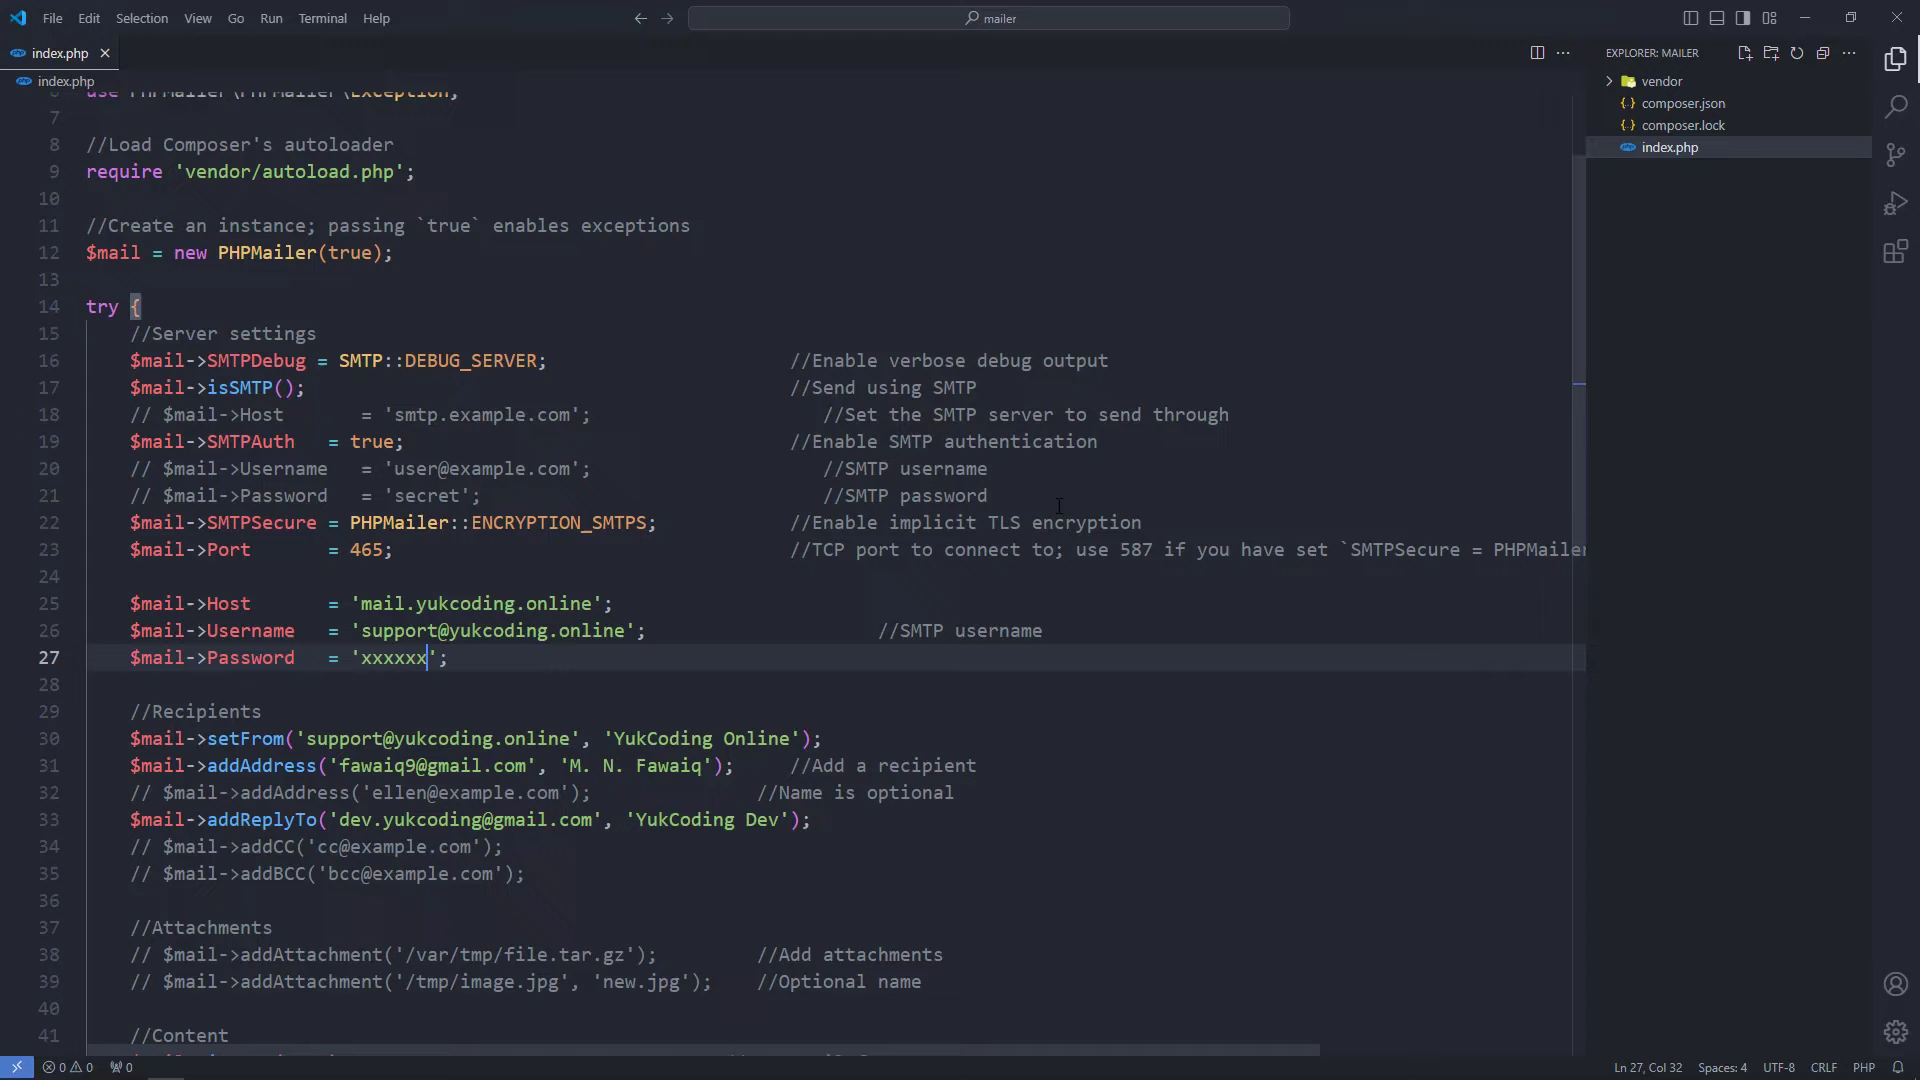 File Edit Selection View Go Run Terminal Help
mailer
index.php
index.php
EXPLORER: MAILER
vendor
composer.json
composer.lock
index.php
6 use PHPMailer\PHPMailer\Exception;
7
8 //Load Composer's autoloader
9 require 'vendor/autoload.php';
10
11 //Create an instance; passing `true` enables exceptions
12 $mail = new PHPMailer(true);
13
14 try {
15 //Server settings
16 $mail->SMTPDebug = SMTP::DEBUG_SERVER; //Enable verbose debug output
17 $mail->isSMTP(); //Send using SMTP
18 // $mail->Host = 'smtp.example.com'; //Set the SMTP server to send through
19 $mail->SMTPAuth = true; //Enable SMTP authentication
20 // $mail->Username = 'user@example.com'; //SMTP username
21 // $mail->Password = 'secret'; //SMTP password
22 $mail->SMTPSecure = PHPMailer::ENCRYPTION_SMTPS; //Enable implicit TLS encryption
23 $mail->Port = 465; //TCP port to connect to; use 587 if you have set `SMTPSecure = PHPMailer
24
25 $mail->Host = 'mail.yukcoding.online';
26 $mail->Username = 'support@yukcoding.online'; //SMTP username
27 $mail->Password = 'xxxxxx';
28
29 //Recipients
30 $mail->setFrom('support@yukcoding.online', 'YukCoding Online');
31 $mail->addAddress('fawaiq9@gmail.com', 'M. N. Fawaiq'); //Add a recipient
32 // $mail->addAddress('ellen@example.com'); //Name is optional
33 $mail->addReplyTo('dev.yukcoding@gmail.com', 'YukCoding Dev');
34 // $mail->addCC('cc@example.com');
35 // $mail->addBCC('bcc@example.com');
36
37 //Attachments
38 // $mail->addAttachment('/var/tmp/file.tar.gz'); //Add attachments
39 // $mail->addAttachment('/tmp/image.jpg', 'new.jpg'); //Optional name
40
41 //Content
0 0 0 Ln 27, Col 32 Spaces: 4 UTF-8 CRLF PHP